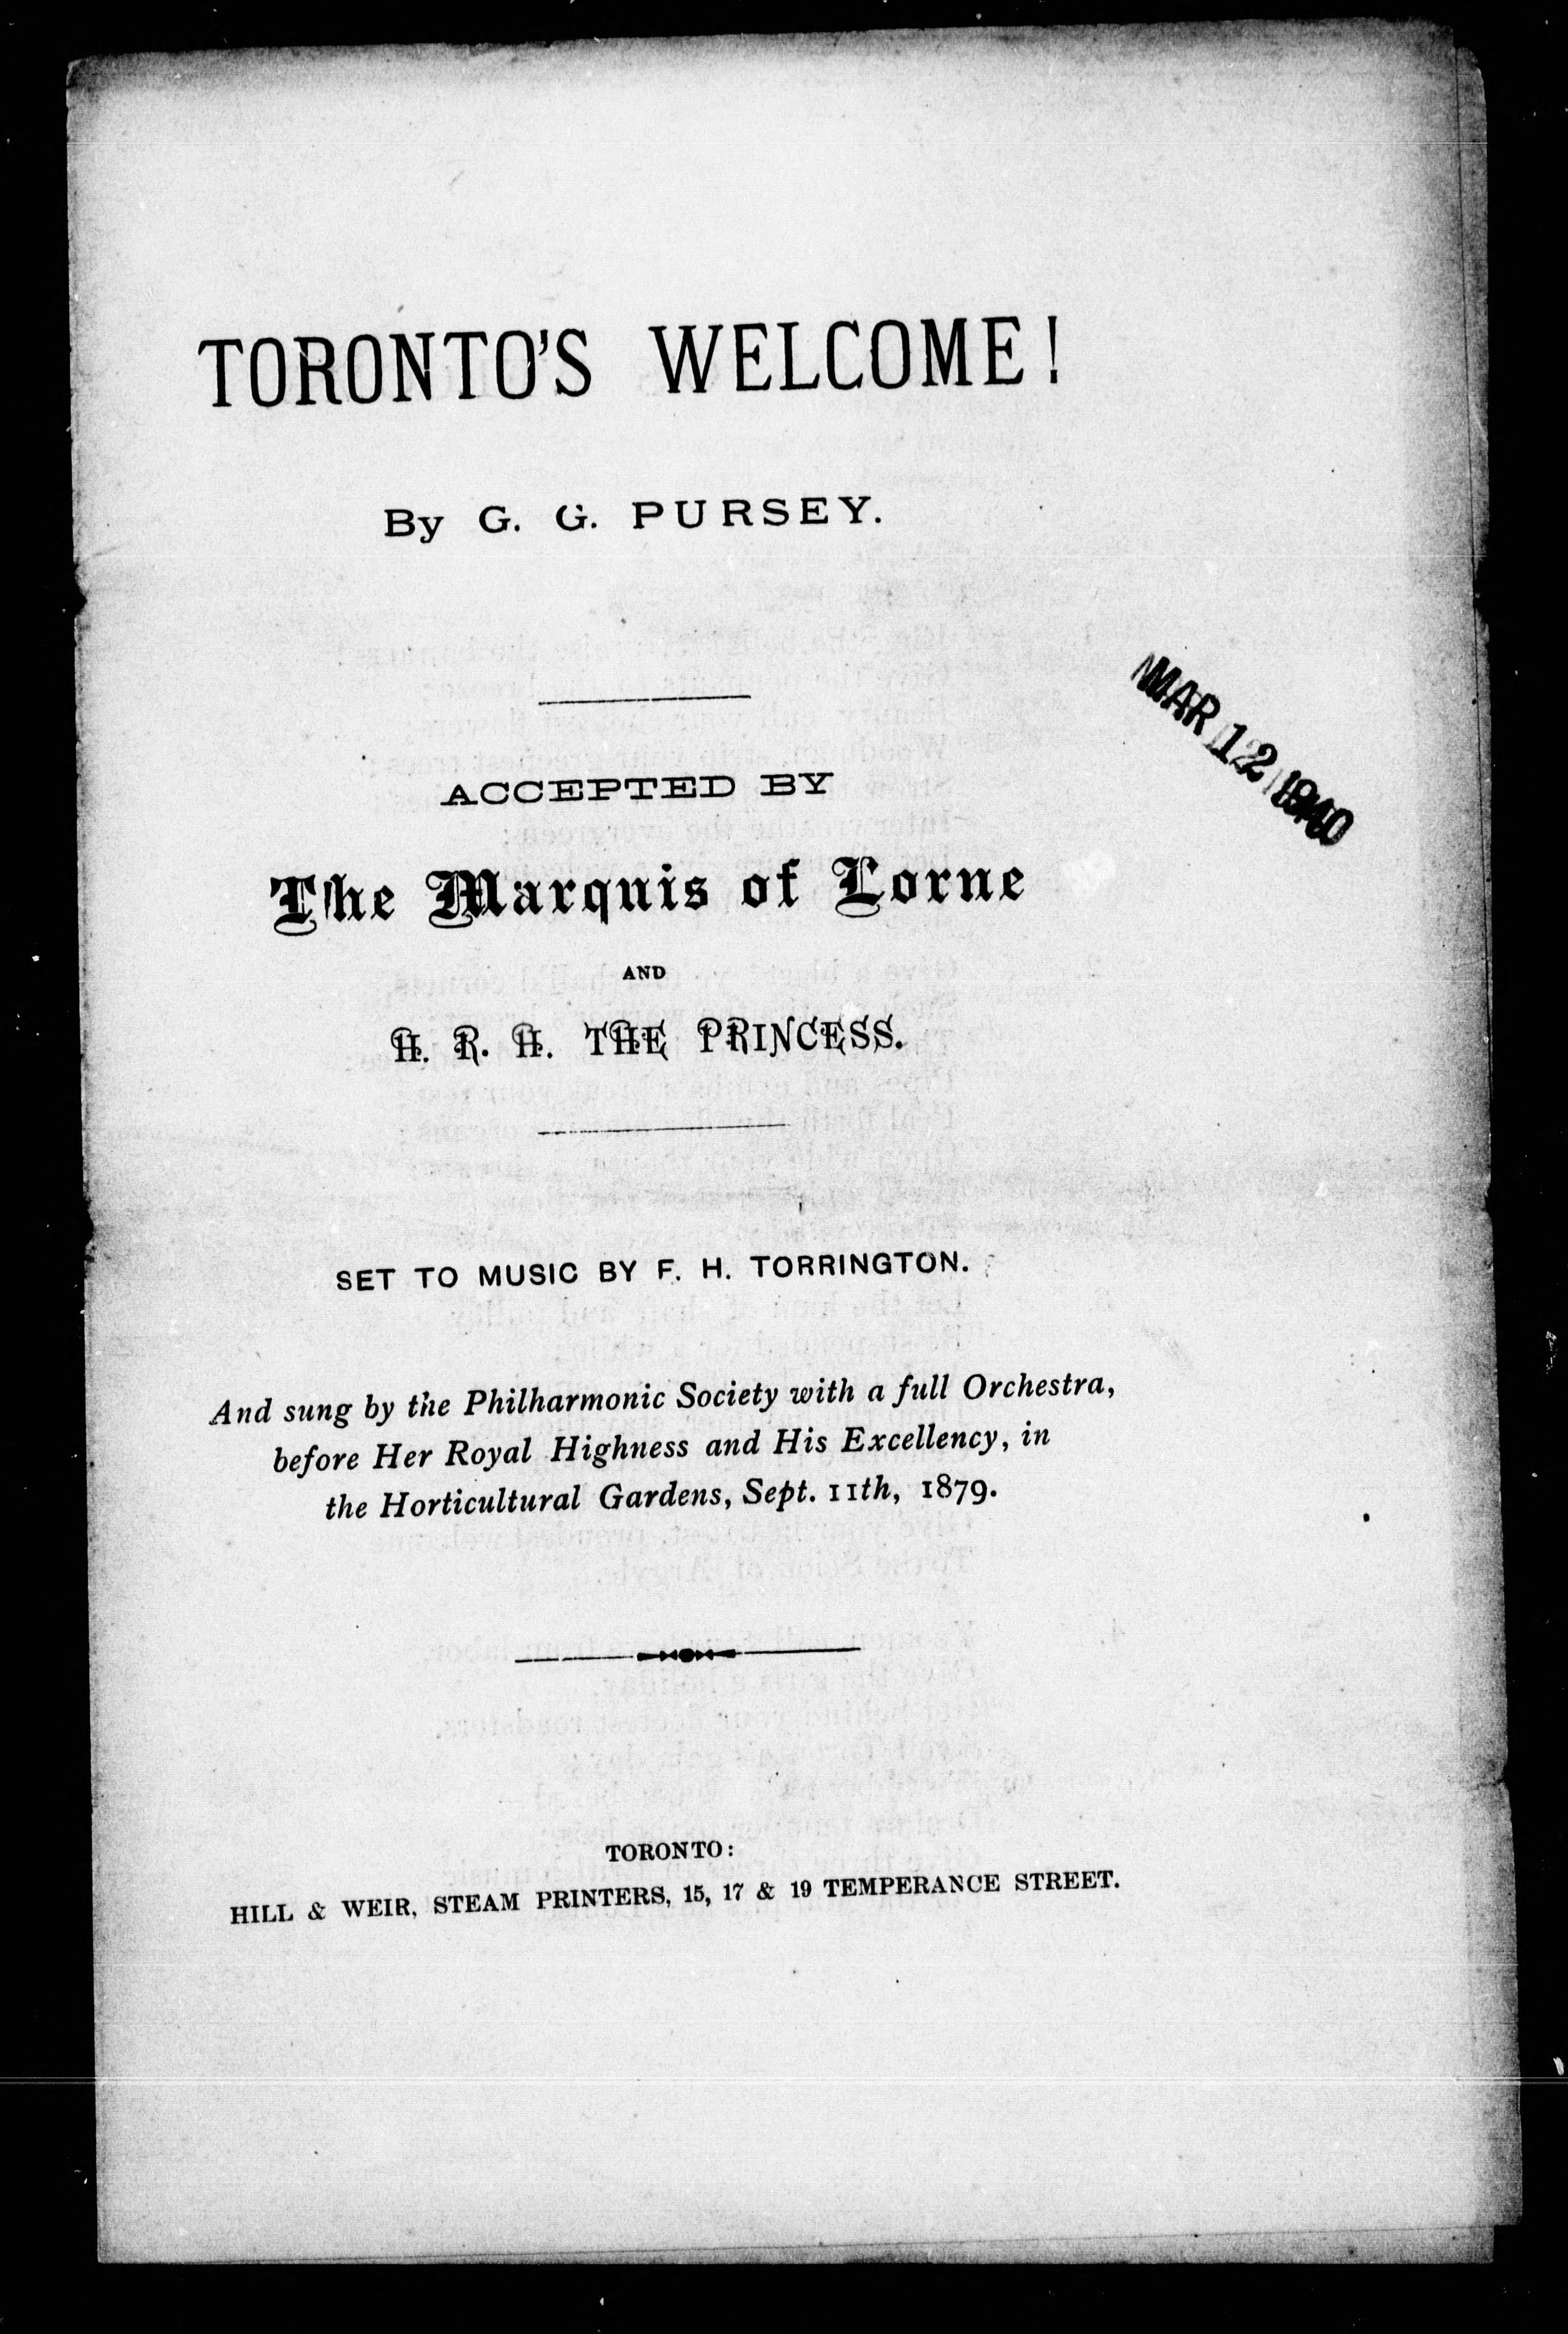 TORONTO'S WELCOME!
By G. G. PURSEY.
MAR 12 1940
ACCEPTED BY
The Marquis of Lorne
AND
H. R. H. THE PRINCESS.
SET TO MUSIC BY F. H. TORRINGTON.
And sung by the Philharmonic Society with a full Orchestra,
before Her Royal Highness and His Excellency, in
the Horticultural Gardens, Sept. 11th, 1879.
TORONTO:
HILL & WEIR, STEAM PRINTERS, 15, 17 & 19 TEMPERANCE STREET.